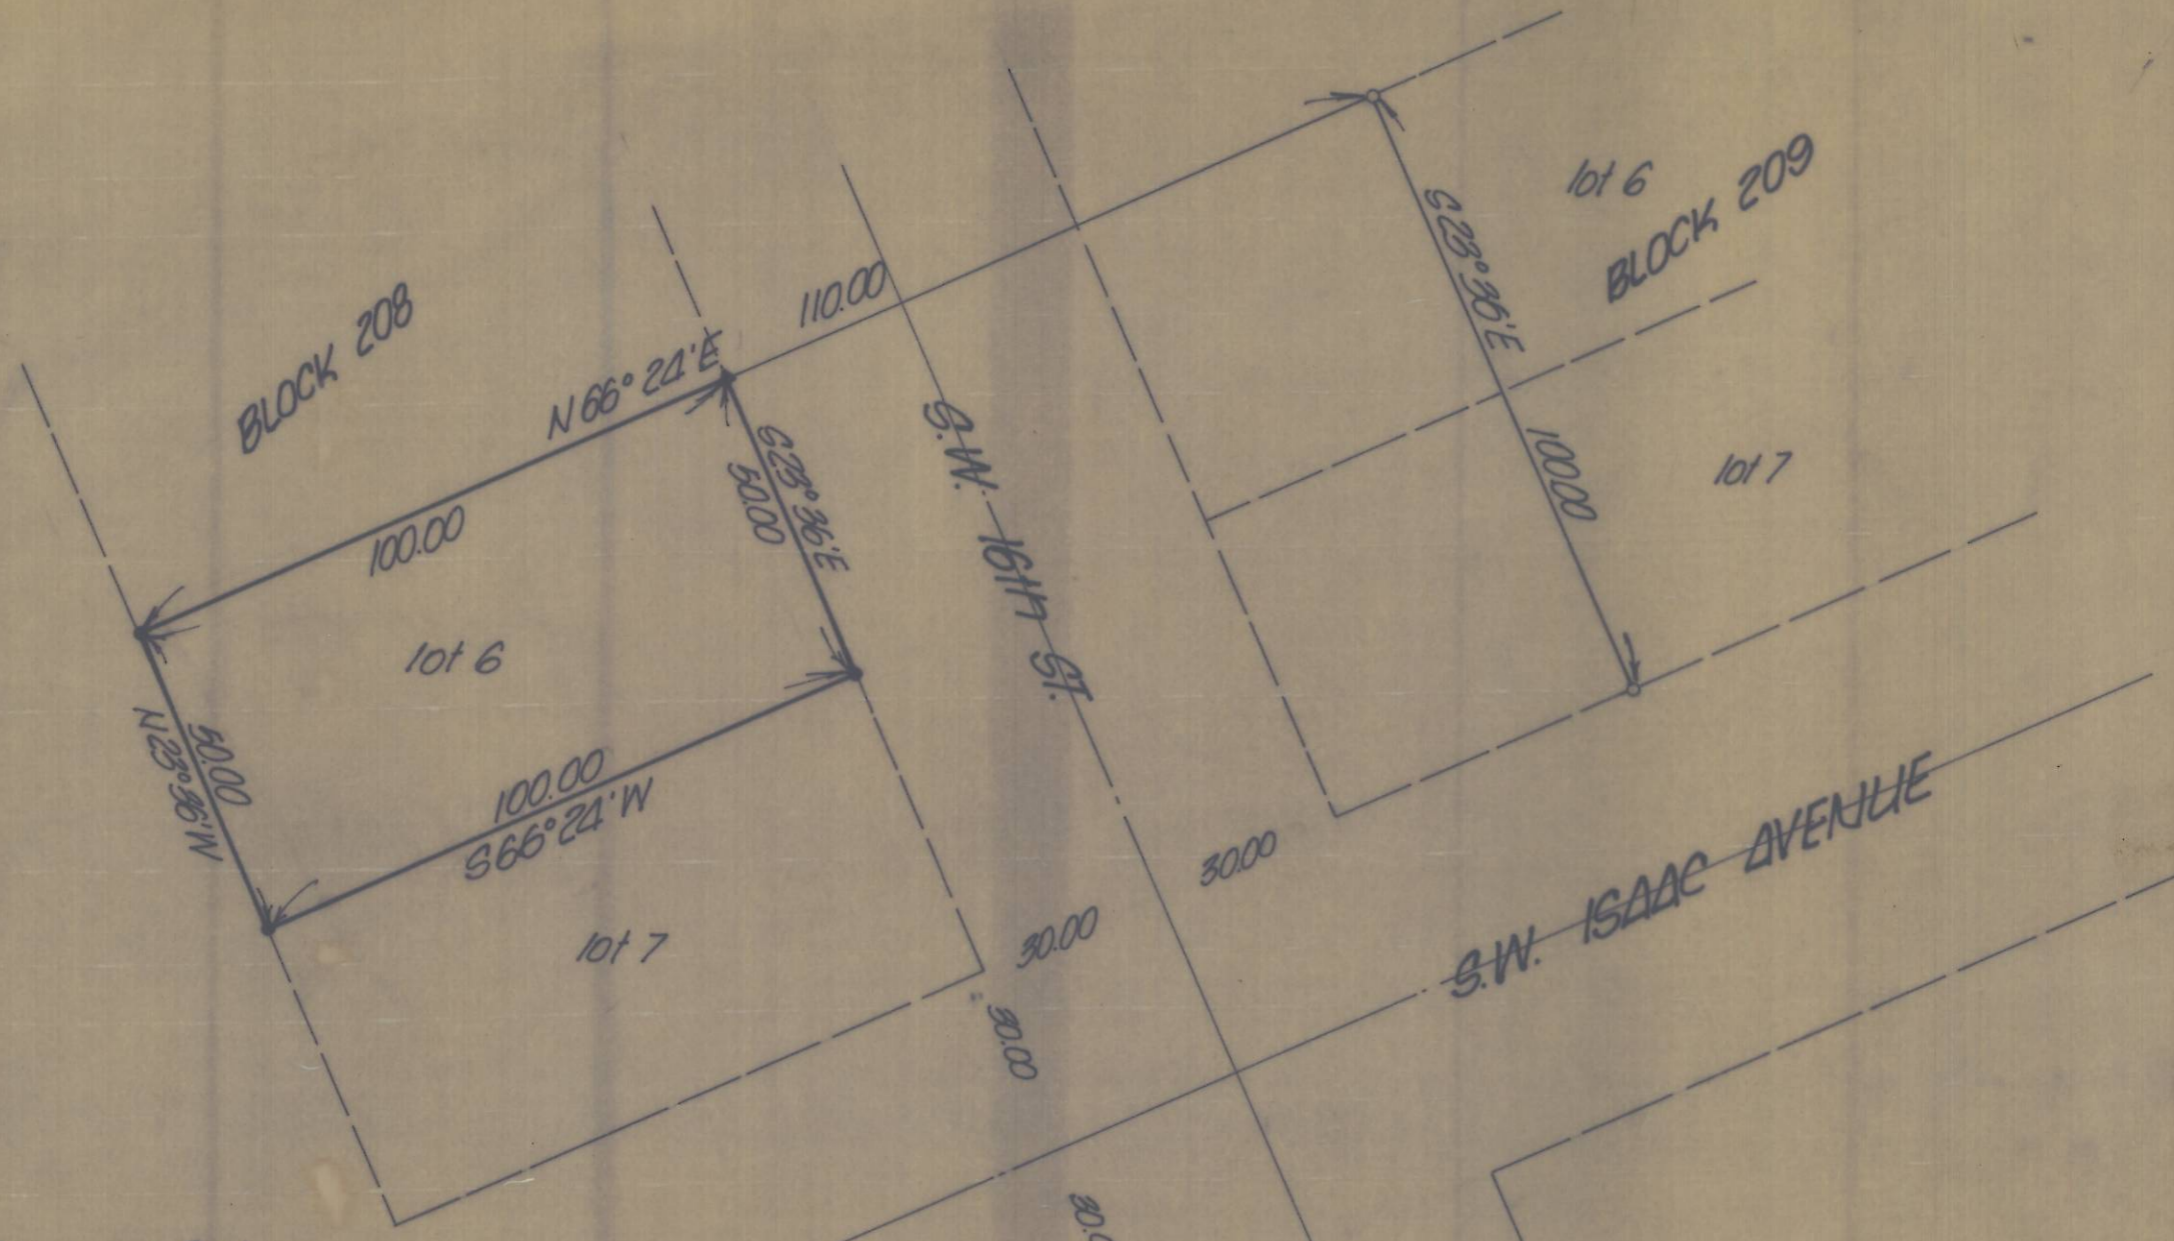 BLOCK 208
N 66° 24' E
110.00
100.00
S 23° 36' E
50.00
lot 6
50.00
N 23° 36' W
100.00
S 66° 24' W
lot 7
S.W. 16th ST.
lot 6
BLOCK 209
S 23° 36' E
100.00
lot 7
30.00
30.00
30.00
S.W. ISAAC AVENUE